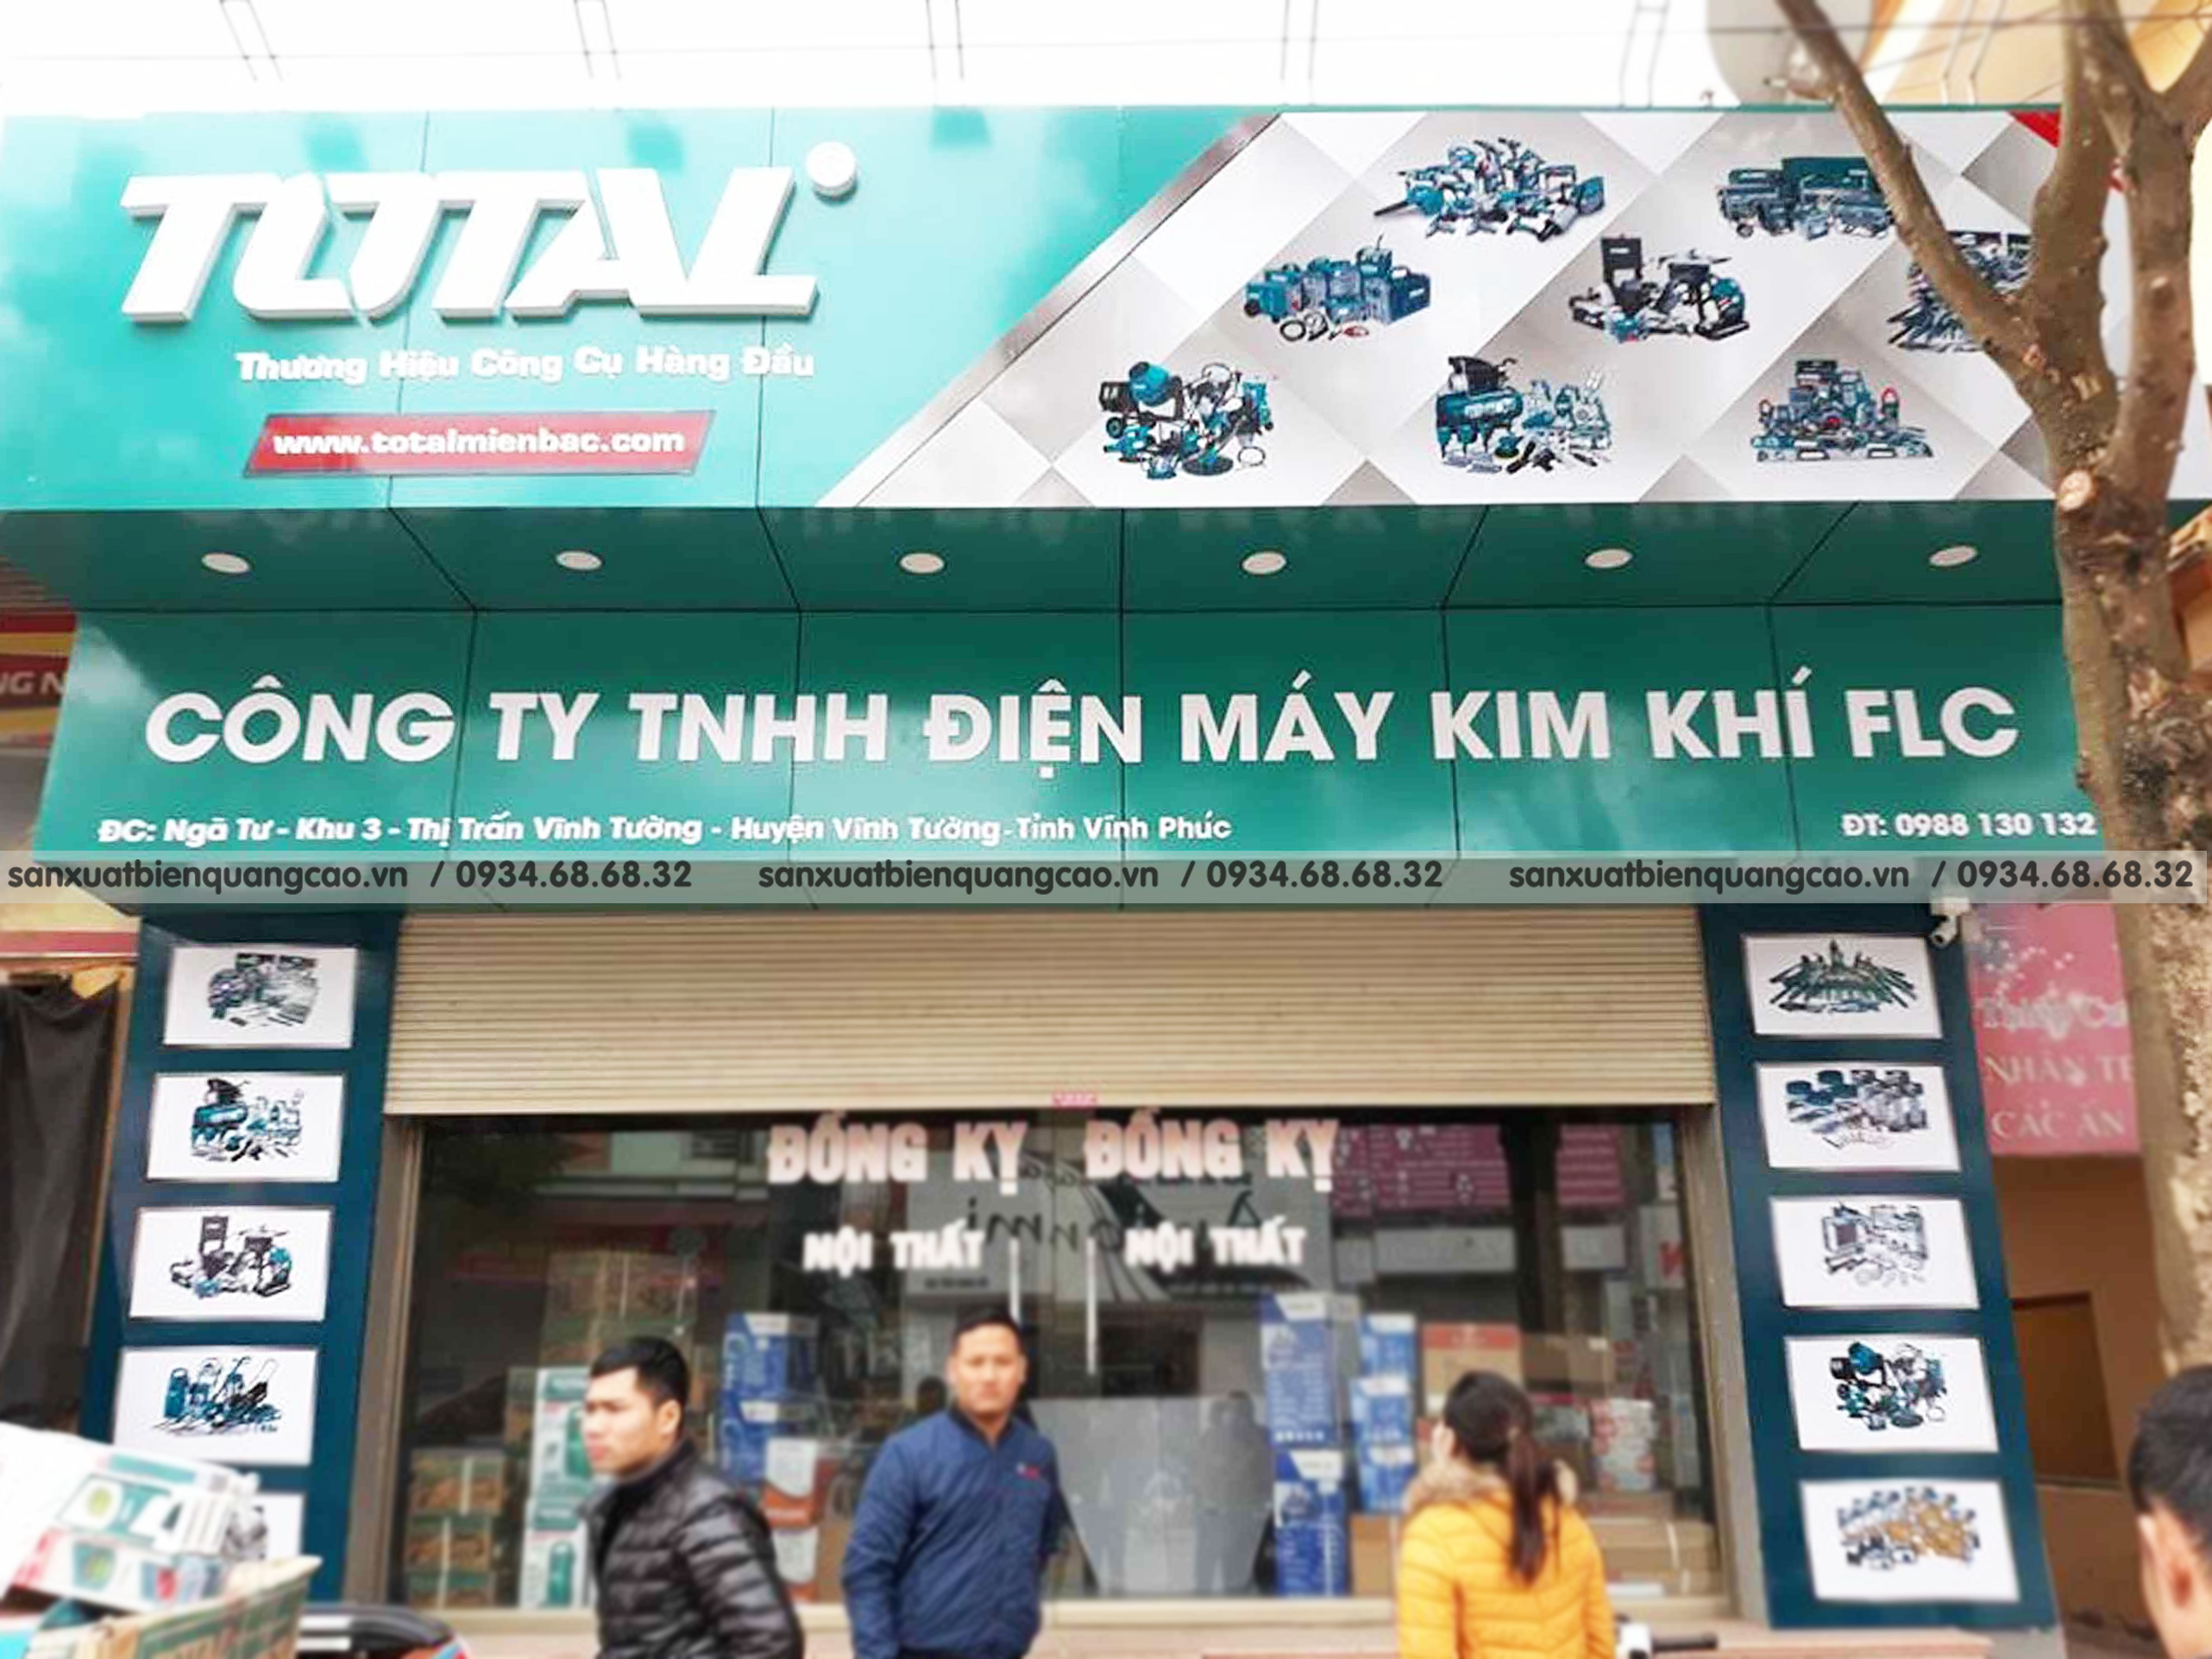 TOTAL
Thương Hiệu Công Cụ Hàng Đầu
www.totalmienbac.com
CÔNG TY TNHH ĐIỆN MÁY KIM KHÍ FLC
ĐC: Ngã Tư - Khu 3 - Thị Trấn Vĩnh Tường - Huyện Vĩnh Tường - Tỉnh Vĩnh Phúc
ĐT: 0988 130 132
sanxuatbienquangcao.vn / 0934.68.68.32 sanxuatbienquangcao.vn / 0934.68.68.32 sanxuatbienquangcao.vn / 0934.68.68.32
ĐỒNG KỴ ĐỒNG KỴ
NỘI THẤT NỘI THẤT
NHÂN
CÁC